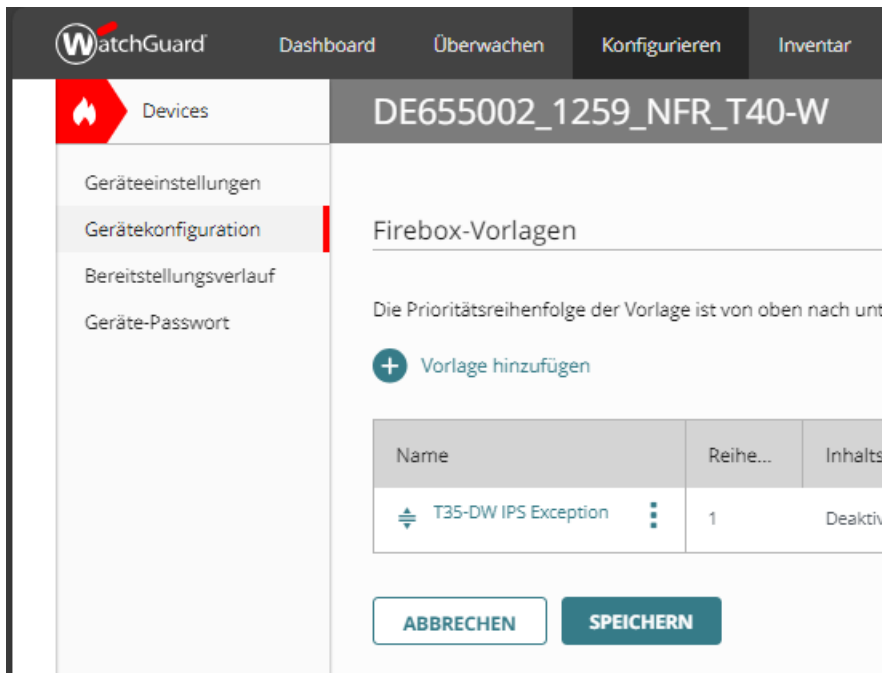 WatchGuard
Dashboard Überwachen Konfigurieren Inventar
Devices
DE655002_1259_NFR_T40-W
Geräteeinstellungen
Gerätekonfiguration
Bereitstellungsverlauf
Geräte-Passwort
Firebox-Vorlagen
Die Prioritätsreihenfolge der Vorlage ist von oben nach unt
Vorlage hinzufügen
Name Reihe... Inhalts
T35-DW IPS Exception 1 Deaktiv
ABBRECHEN SPEICHERN